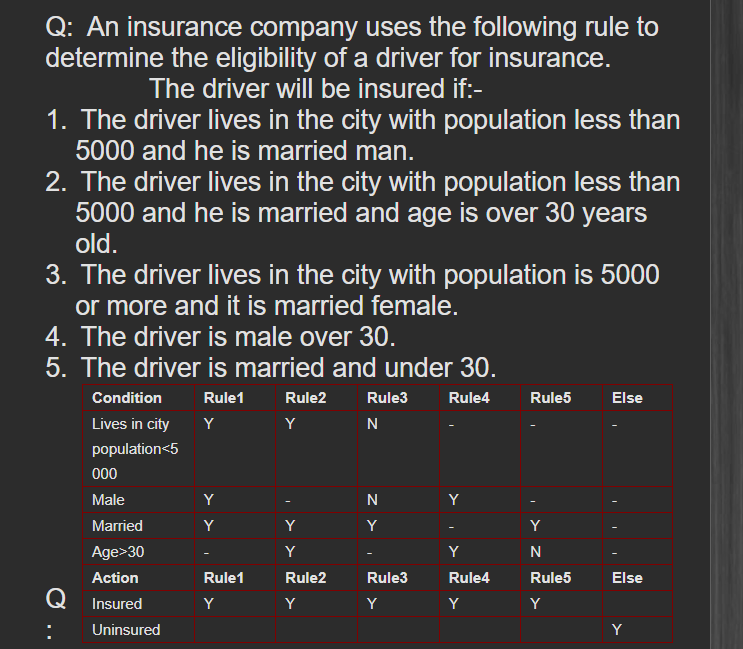 Q: An insurance company uses the following rule to
determine the eligibility of a driver for insurance.
The driver will be insured if:-
1. The driver lives in the city with population less than
5000 and he is married man.
2. The driver lives in the city with population less than
5000 and he is married and age is over 30 years
old.
3. The driver lives in the city with population is 5000
or more and it is married female.
4. The driver is male over 30.
5. The driver is married and under 30.
Condition Rule1 Rule2 Rule3 Rule4 Rule5 Else
Lives in city Y Y N - - -
population<5
000
Male Y - N Y - -
Married Y Y Y - Y -
Age>30 - Y - Y N -
Action Rule1 Rule2 Rule3 Rule4 Rule5 Else
Q Insured Y Y Y Y Y
: Uninsured Y